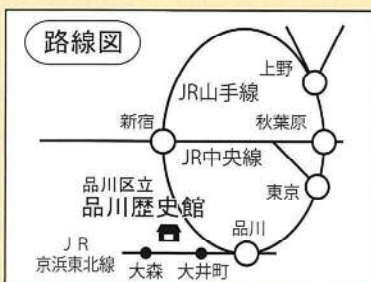 路線図
上野
JR山手線
新宿
秋葉原
JR中央線
東京
品川区立
品川歴史館
品川
JR
京浜東北線
大森
大井町